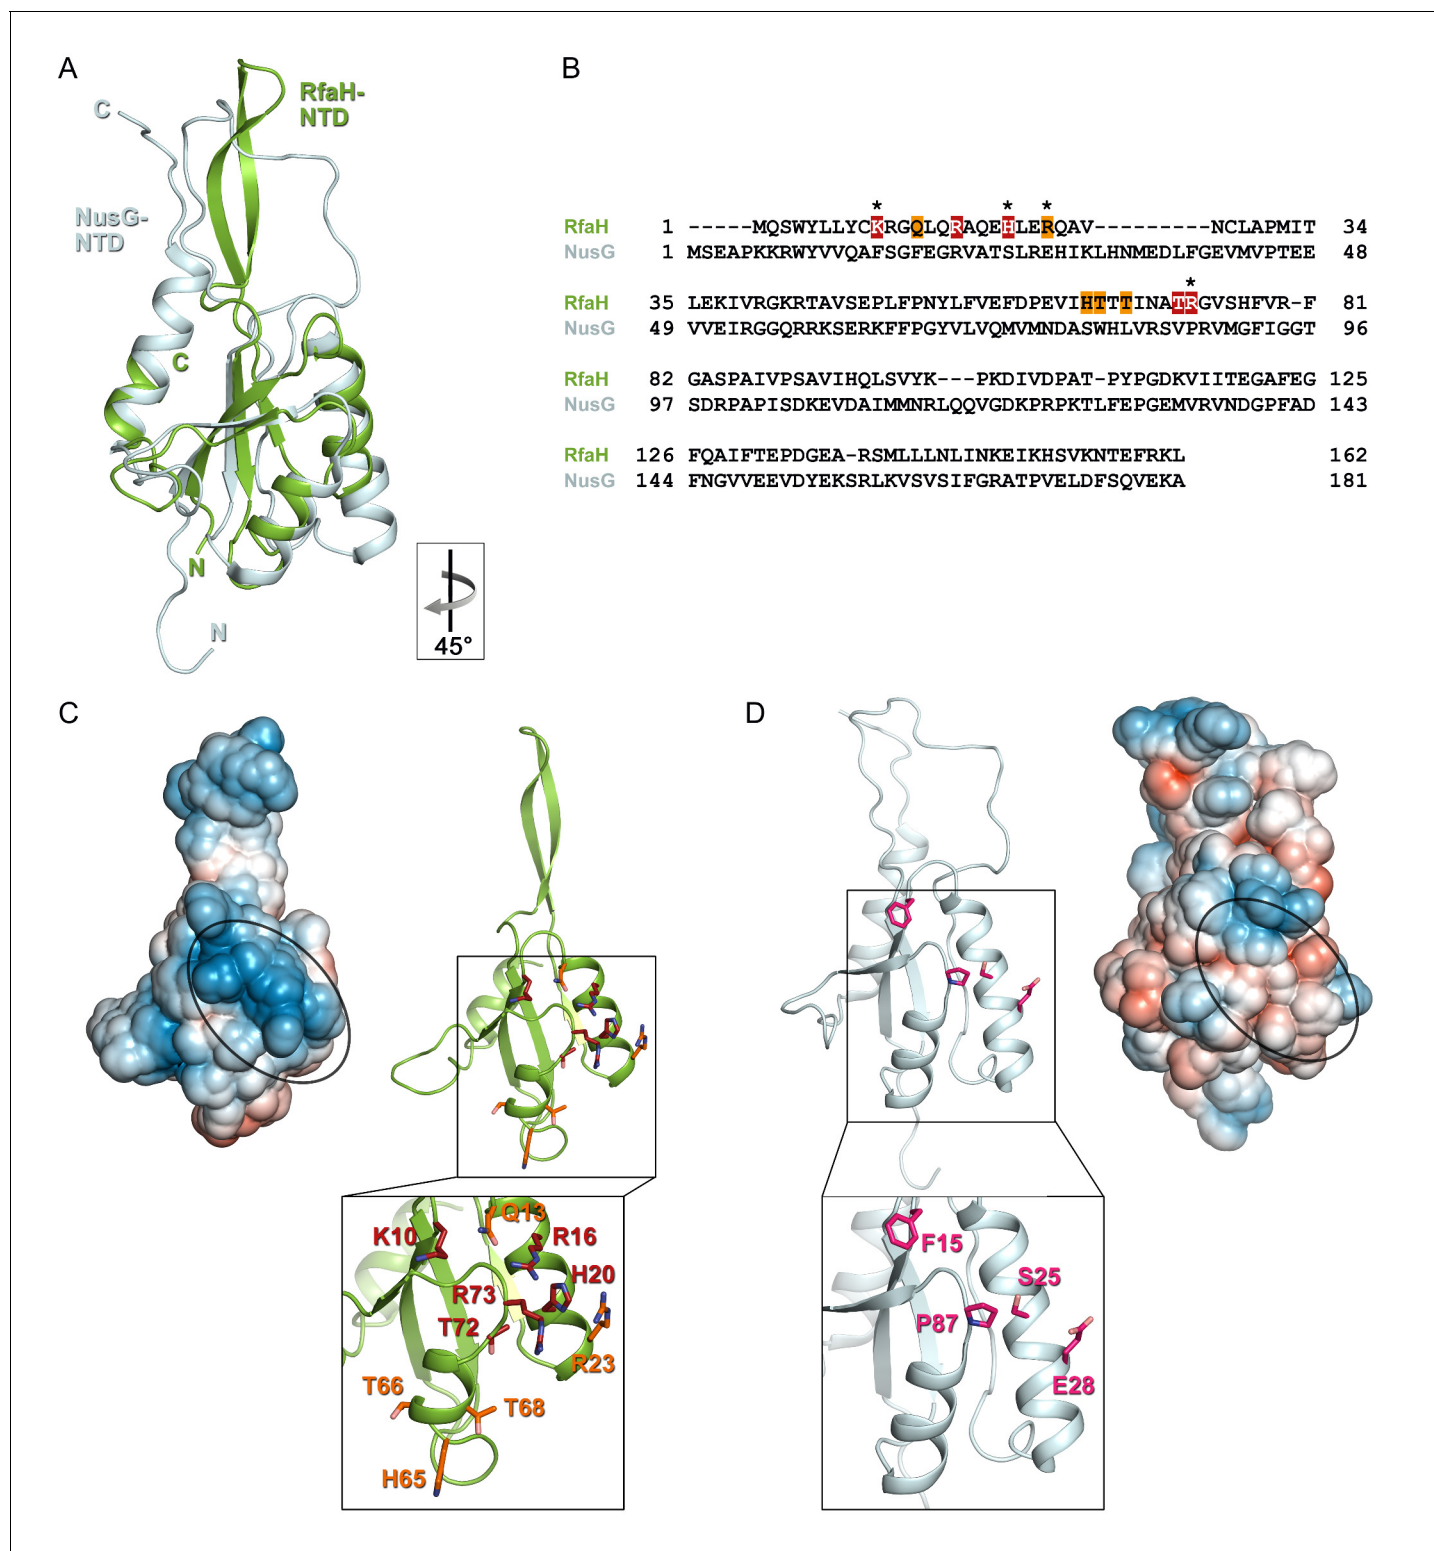 A
B
C
RfaH-
NTD
NusG-
NTD
C
N
N
45°
* * *
RfaH 1 -----MQSWYLLYCKRGQLQRAQEHLERQAV---------NCLAPMIT 34
NusG 1 MSEAPKKRWYVVQAFSGFEGRVATSLREHIKLHNMEDLFGEVMVPTEE 48
*
RfaH 35 LEKIVRGKRTAVSEPLFPNYLFVEFDPEVIHTTTINATRGVSHFVR-F 81
NusG 49 VVEIRGGQRRKSERKFFPGYVLVQMVMNDASWHLVRSVPRVMGFIGGT 96
RfaH 82 GASPAIVPSAVIHQLSVYK---PKDIVDPAT-PYPGDKVIITEGAFEG 125
NusG 97 SDRPAPISDKEVDAIMMNRLQQVGDKPRPKTLFEPGEMVRVNDGPFAD 143
RfaH 126 FQAIFTEPDGEA-RSMLLLNLINKEIKHSVKNTEFRKL 162
NusG 144 FNGVVEEVDYEKSRLKVSVSIFGRATPVELDFSQVEKA 181
C
D
Q13
K10
R16
H20
R73
T72
R23
T66
T68
H65
F15
S25
P87
E28